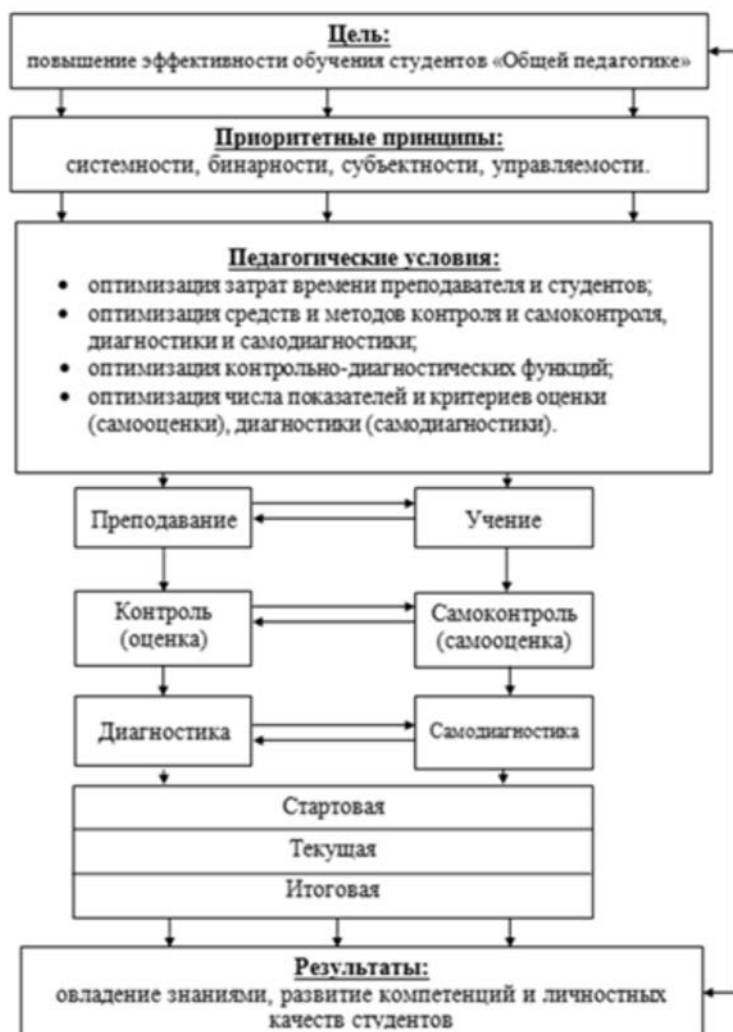 Цель:
повышение эффективности обучения студентов «Общей педагогике»
Приоритетные принципы:
системности, бинарности, субъектности, управляемости.
Педагогические условия:
• оптимизация затрат времени преподавателя и студентов;
• оптимизация средств и методов контроля и самоконтроля,
диагностики и самодиагностики;
• оптимизация контрольно-диагностических функций;
• оптимизация числа показателей и критериев оценки
(самооценки), диагностики (самодиагностики).
Преподавание
Учение
Контроль
(оценка)
Самоконтроль
(самооценка)
Диагностика
Самодиагностика
Стартовая
Текущая
Итоговая
Результаты:
овладение знаниями, развитие компетенций и личностных
качеств студентов